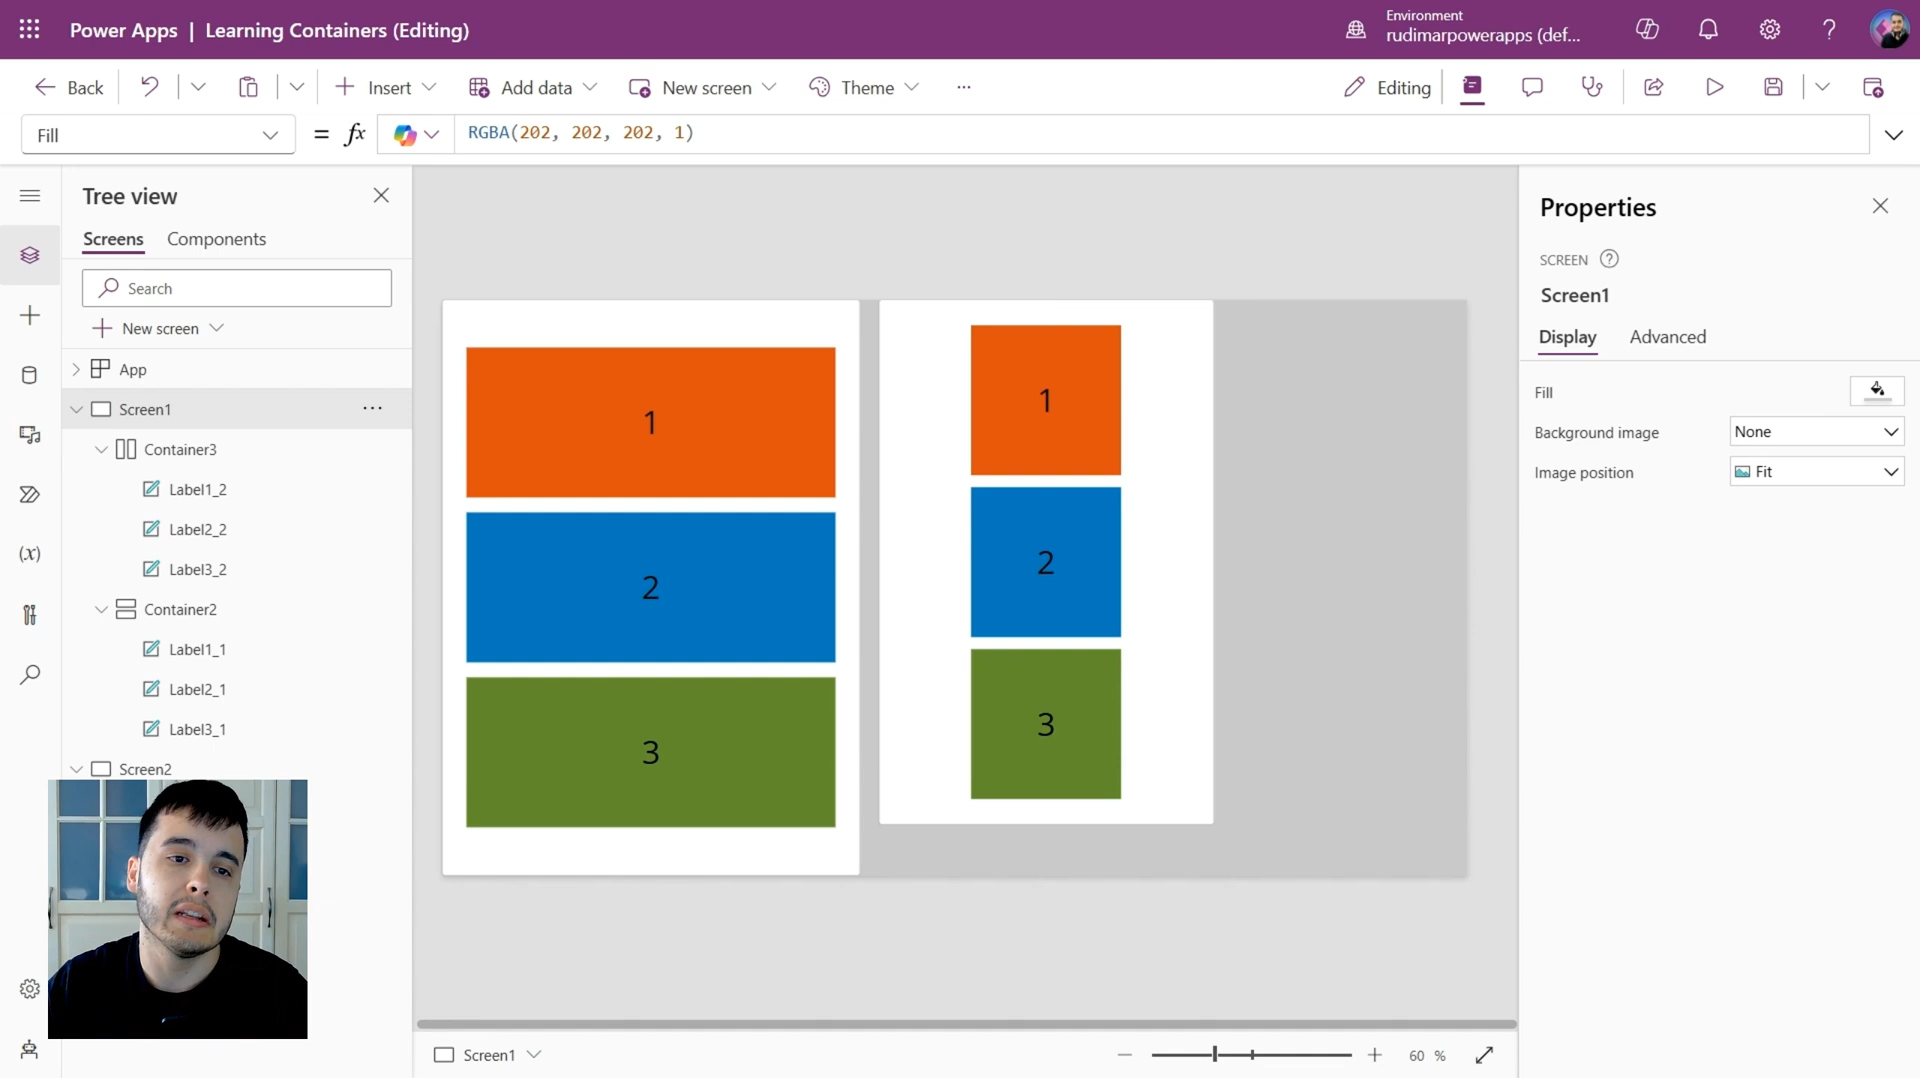 Power Apps | Learning Containers (Editing)
Environment
rudimarpowerapps (def...
Back
Insert
Add data
New screen
Theme
...
Editing
Fill
= fx
RGBA(202, 202, 202, 1)
Tree view
Screens
Components
Search
New screen
App
Screen1
...
Container3
Label1_2
Label2_2
Label3_2
Container2
Label1_1
Label2_1
Label3_1
Screen2
(x)
1
2
3
1
2
3
Properties
SCREEN ?
Screen1
Display
Advanced
Fill
Background image
None
Image position
Fit
Screen1
60 %